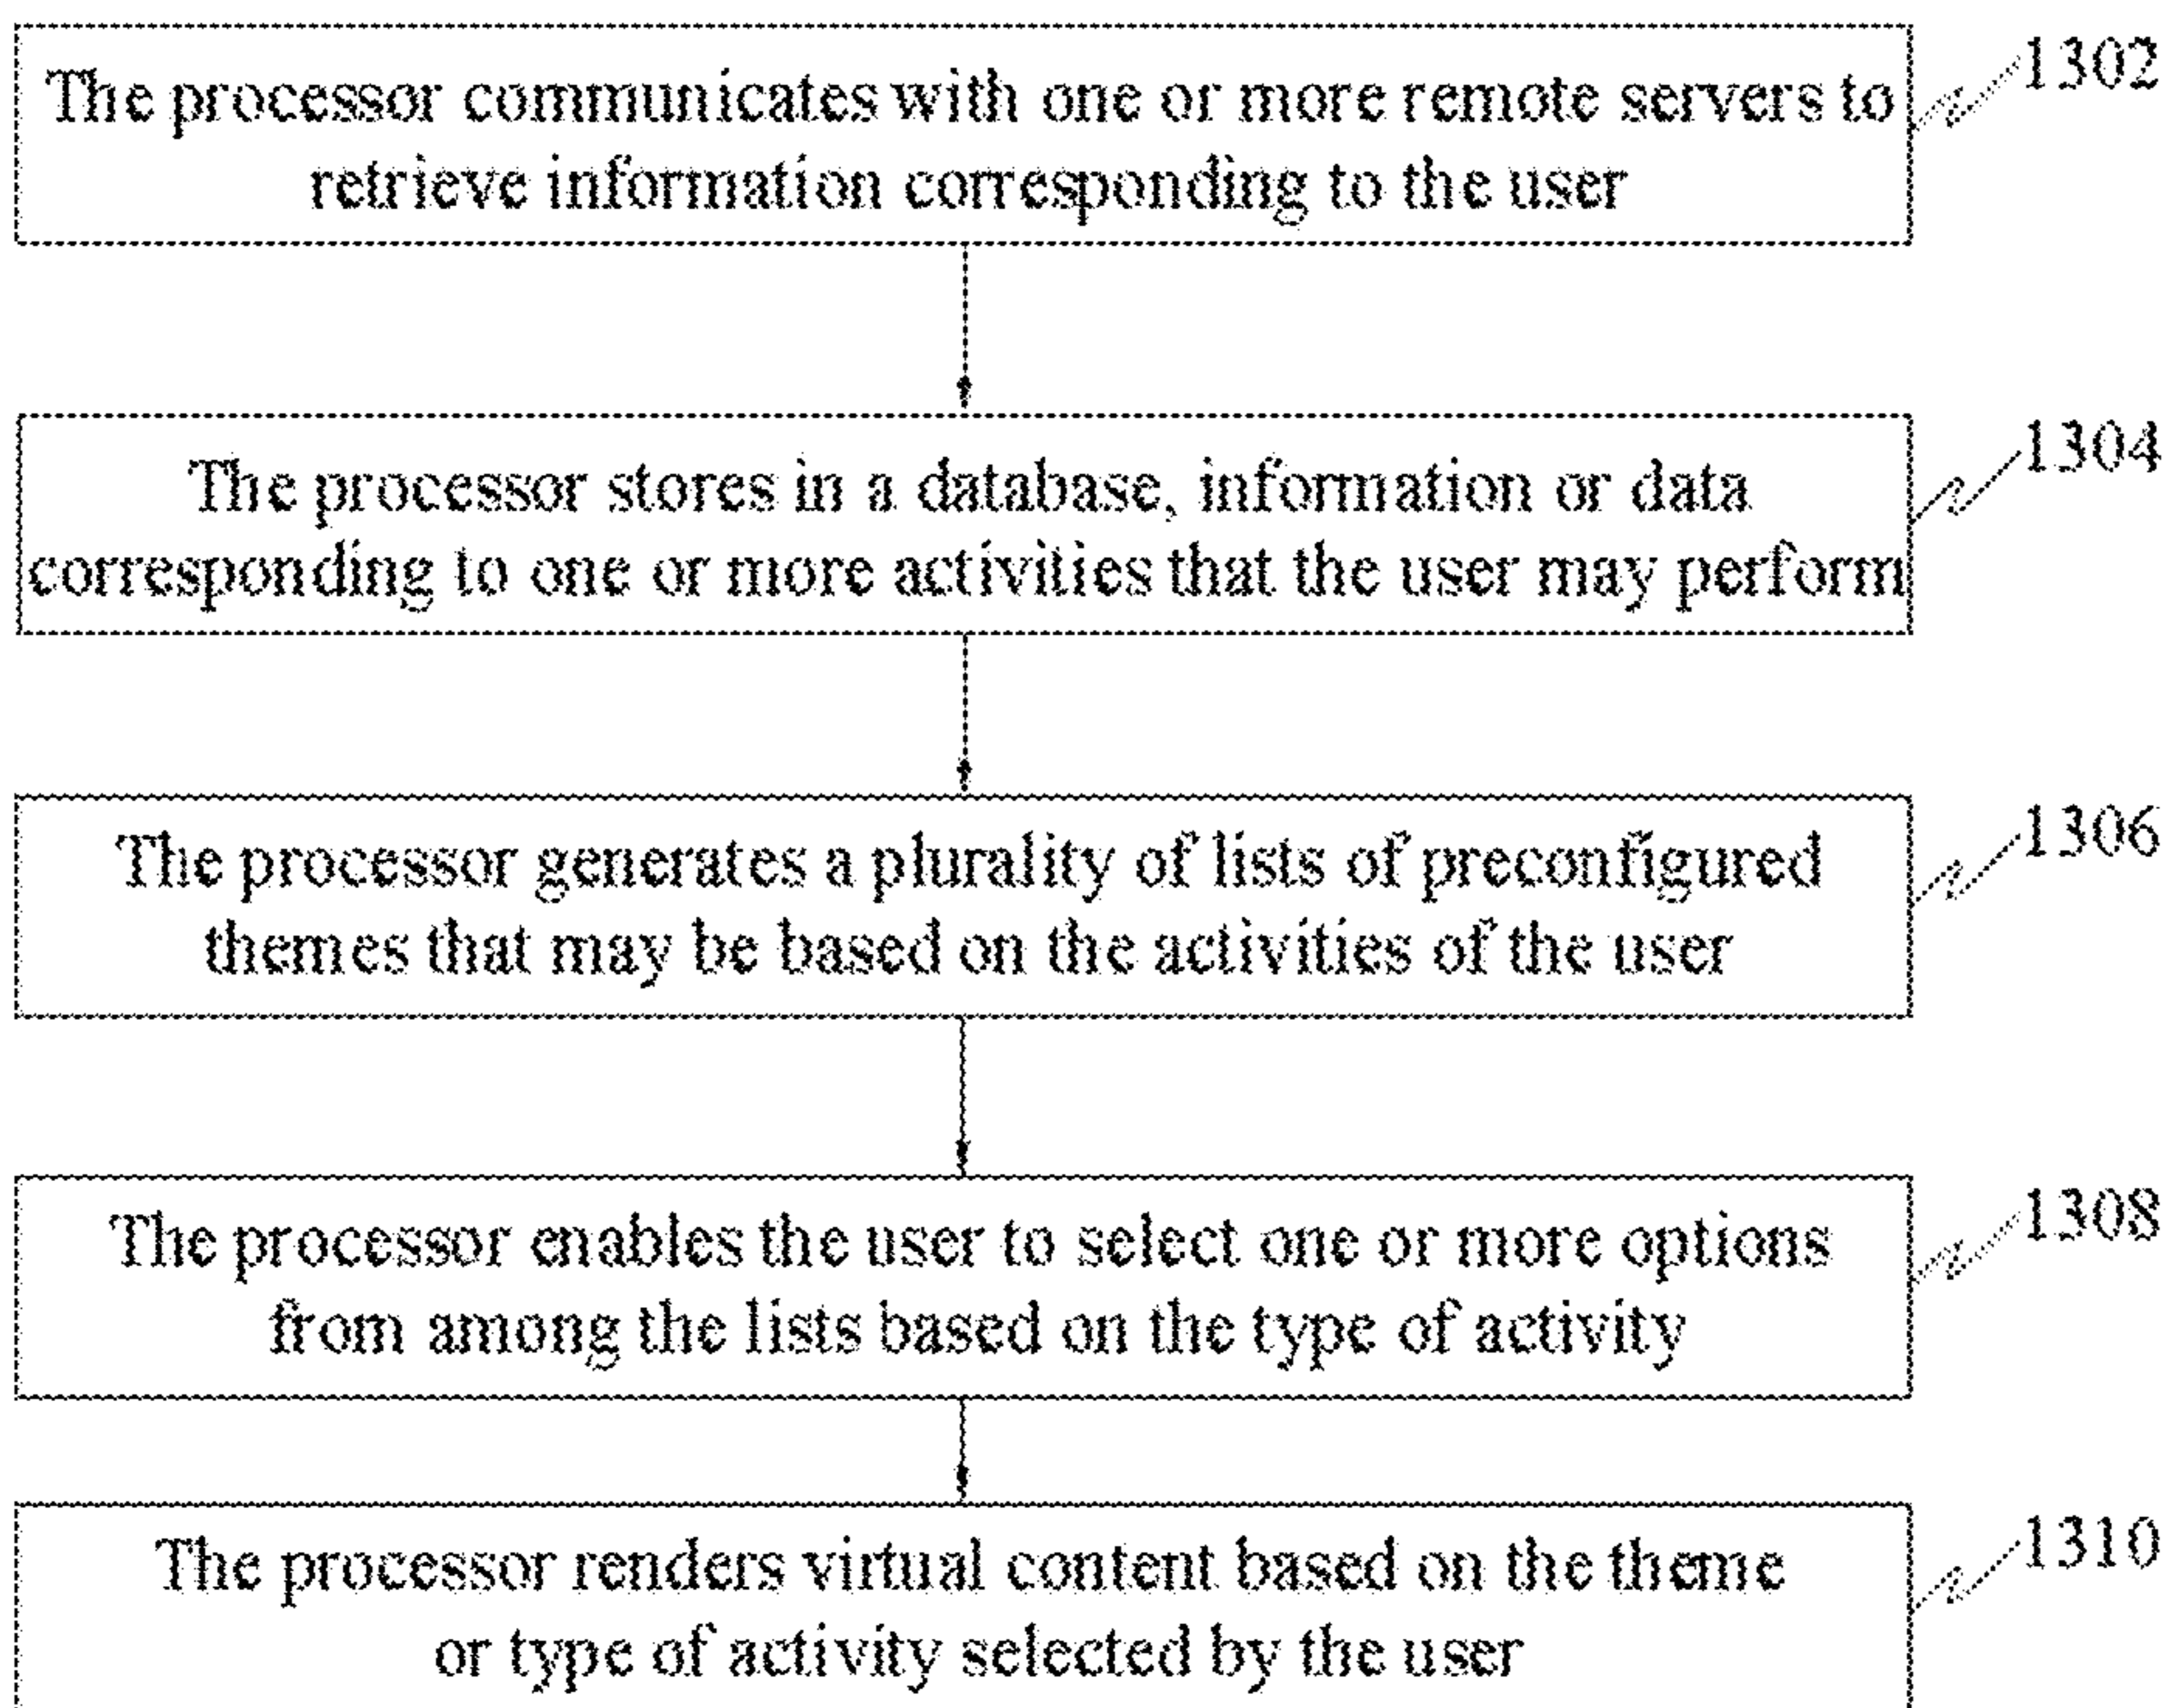 The processor communicates with one or more remote servers to
retrieve information corresponding to the user
1302
The processor stores in a database, information or data
corresponding to one or more activities that the user may perform
1304
The processor generates a plurality of lists of preconfigured
themes that may be based on the activities of the user
1306
The processor enables the user to select one or more options
from among the lists based on the type of activity
1308
The processor renders virtual content based on the theme
or type of activity selected by the user
1310